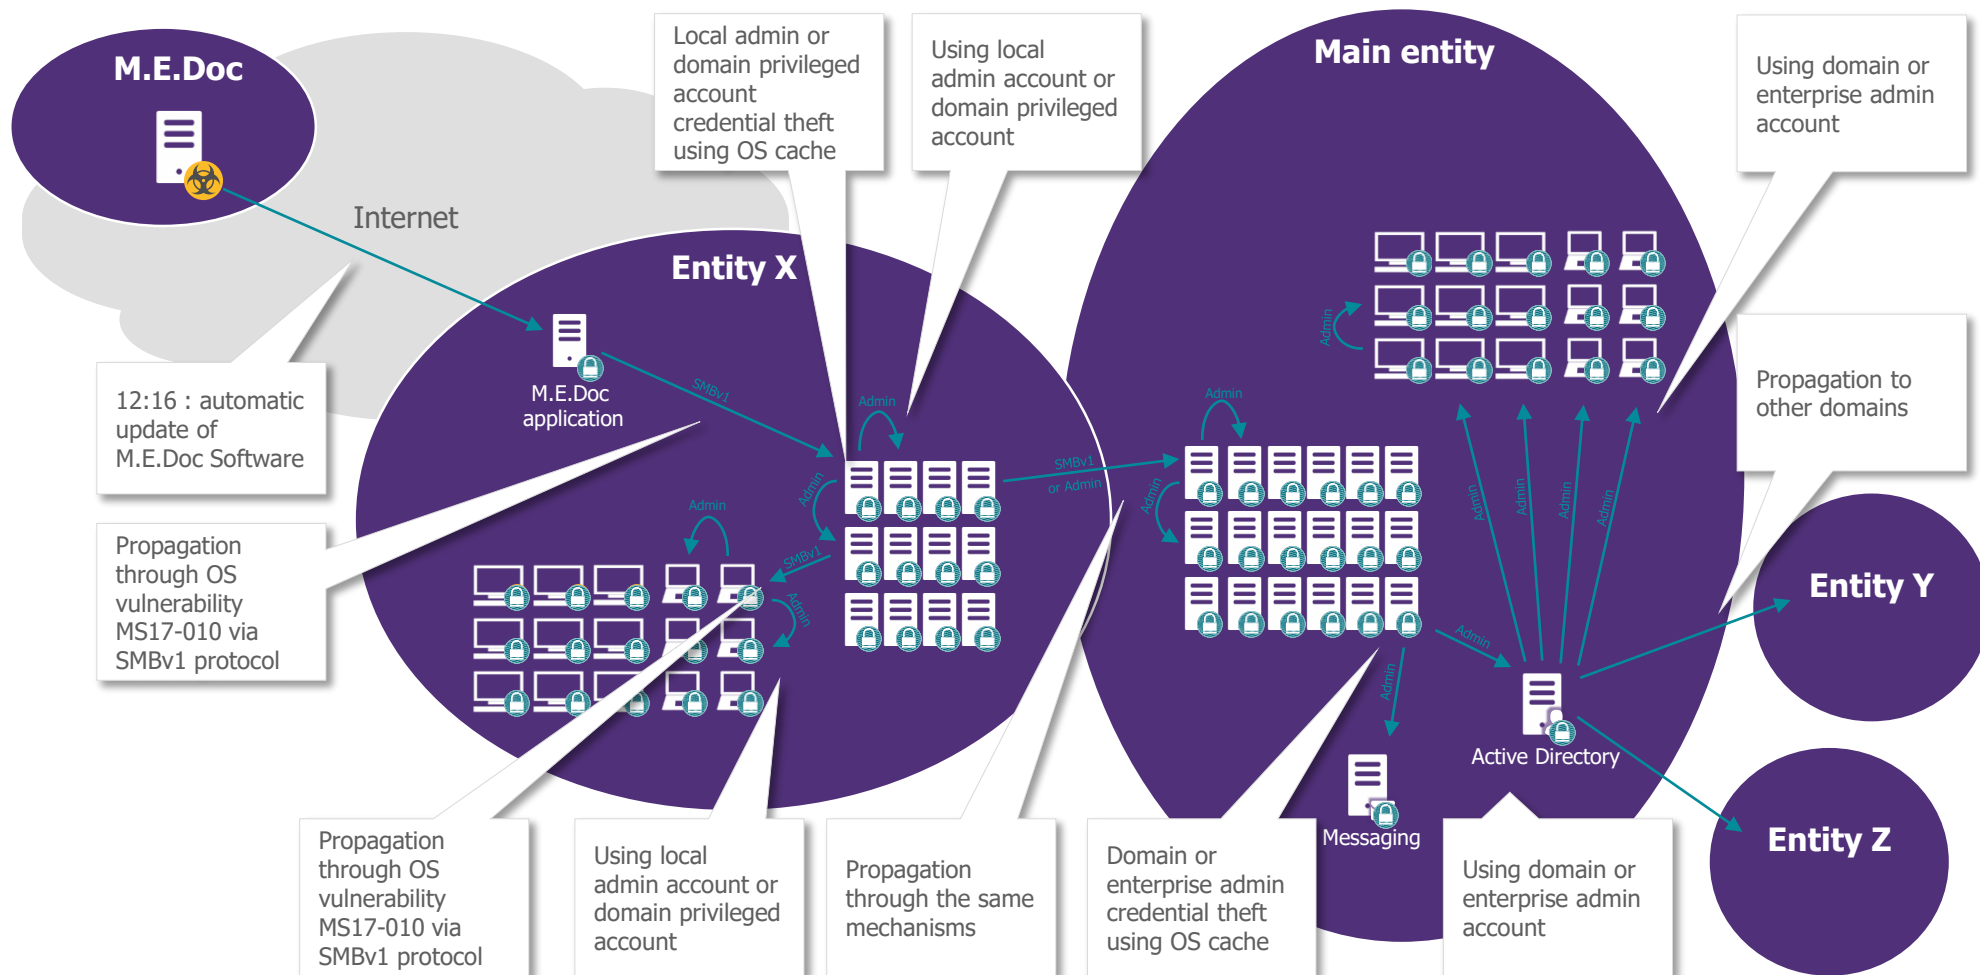 M.E.Doc
Internet
12:16 : automatic
update of
M.E.Doc Software
Propagation
through OS
vulnerability
MS17-010 via
SMBv1 protocol
Local admin or
domain privileged
account
credential theft
using OS cache
Using local
admin account or
domain privileged
account
Entity X
M.E.Doc
application
SMBv1
Admin
Admin
SMBv1
Admin
Admin
SMBv1
or Admin
Propagation
through OS
vulnerability
MS17-010 via
SMBv1 protocol
Using local
admin account or
domain privileged
account
Propagation
through the same
mechanisms
Main entity
Using domain or
enterprise admin
account
Admin
Admin
Admin
Admin
Admin
Admin
Admin
Admin
Admin
Active Directory
Messaging
Domain or
enterprise admin
credential theft
using OS cache
Using domain or
enterprise admin
account
Propagation to
other domains
Entity Y
Entity Z